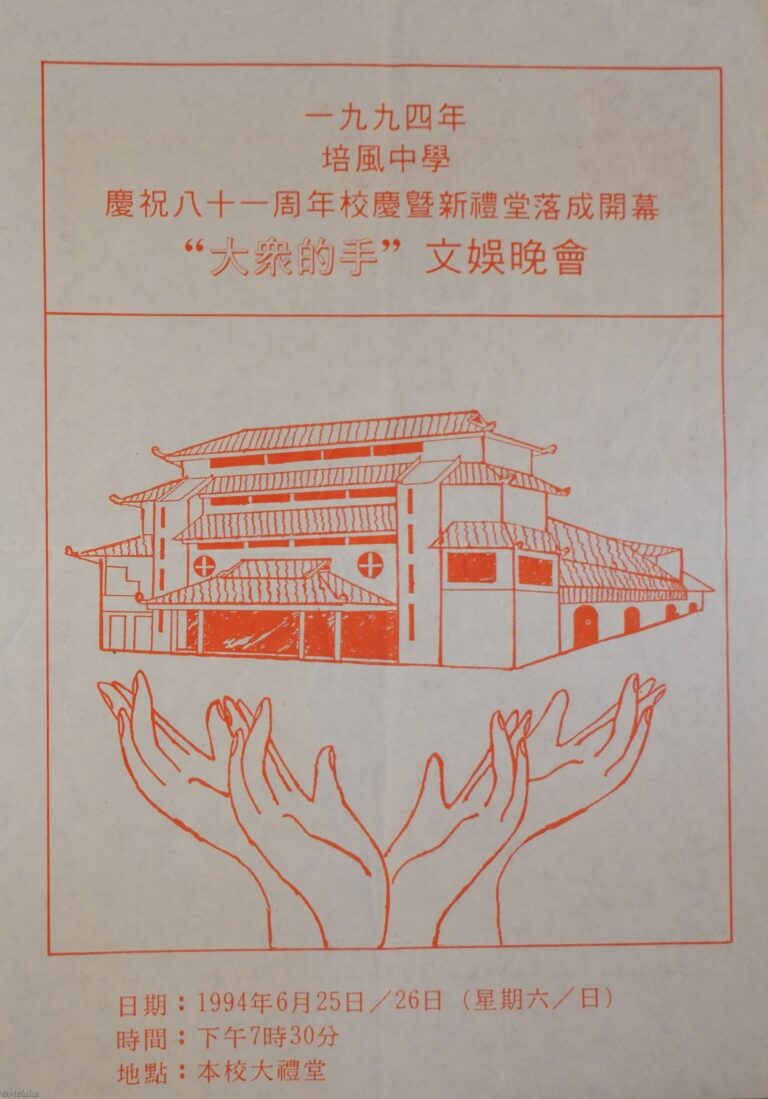 一九九四年
培風中學
慶祝八十一周年校慶暨新禮堂落成開幕
“大衆的手”文娛晚會
日期：1994年6月25日／26日（星期六／日）
時間：下午7時30分
地點：本校大禮堂
@Melaka